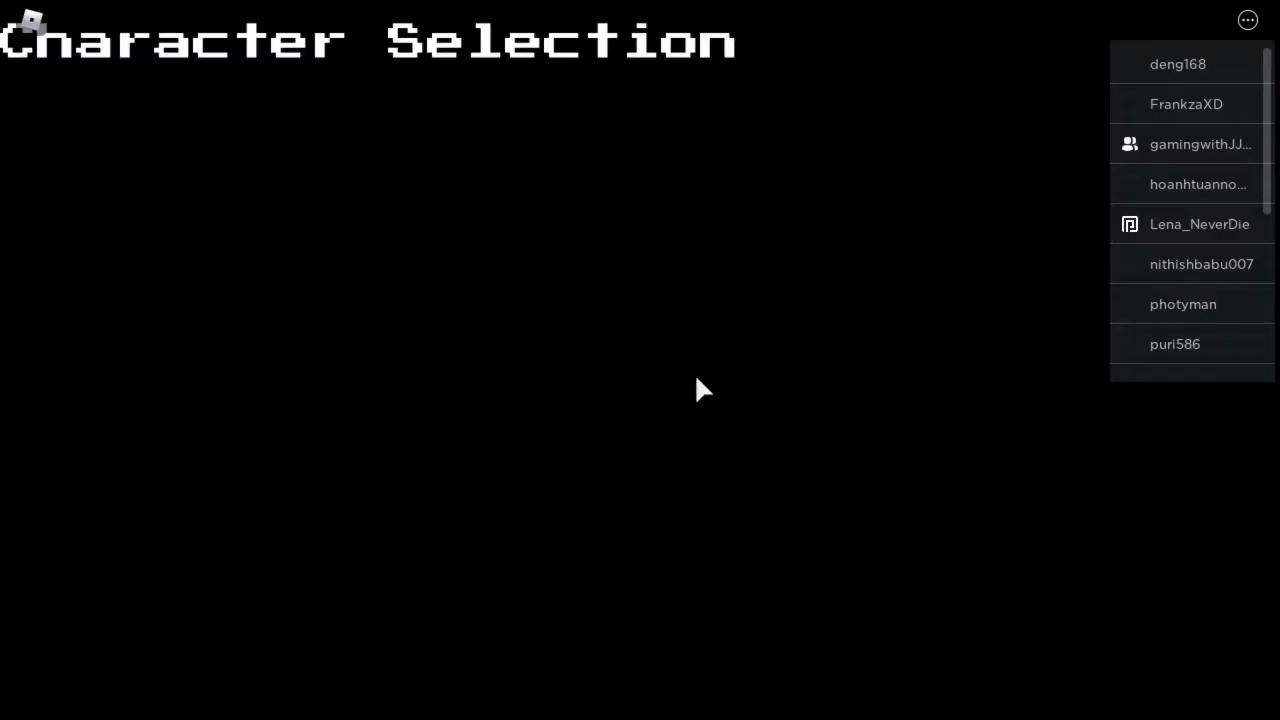 Character Selection
deng168
FrankzaXD
gamingwithJJ...
hoanhtuanno...
Lena_NeverDie
nithishbabu007
photyman
puri586